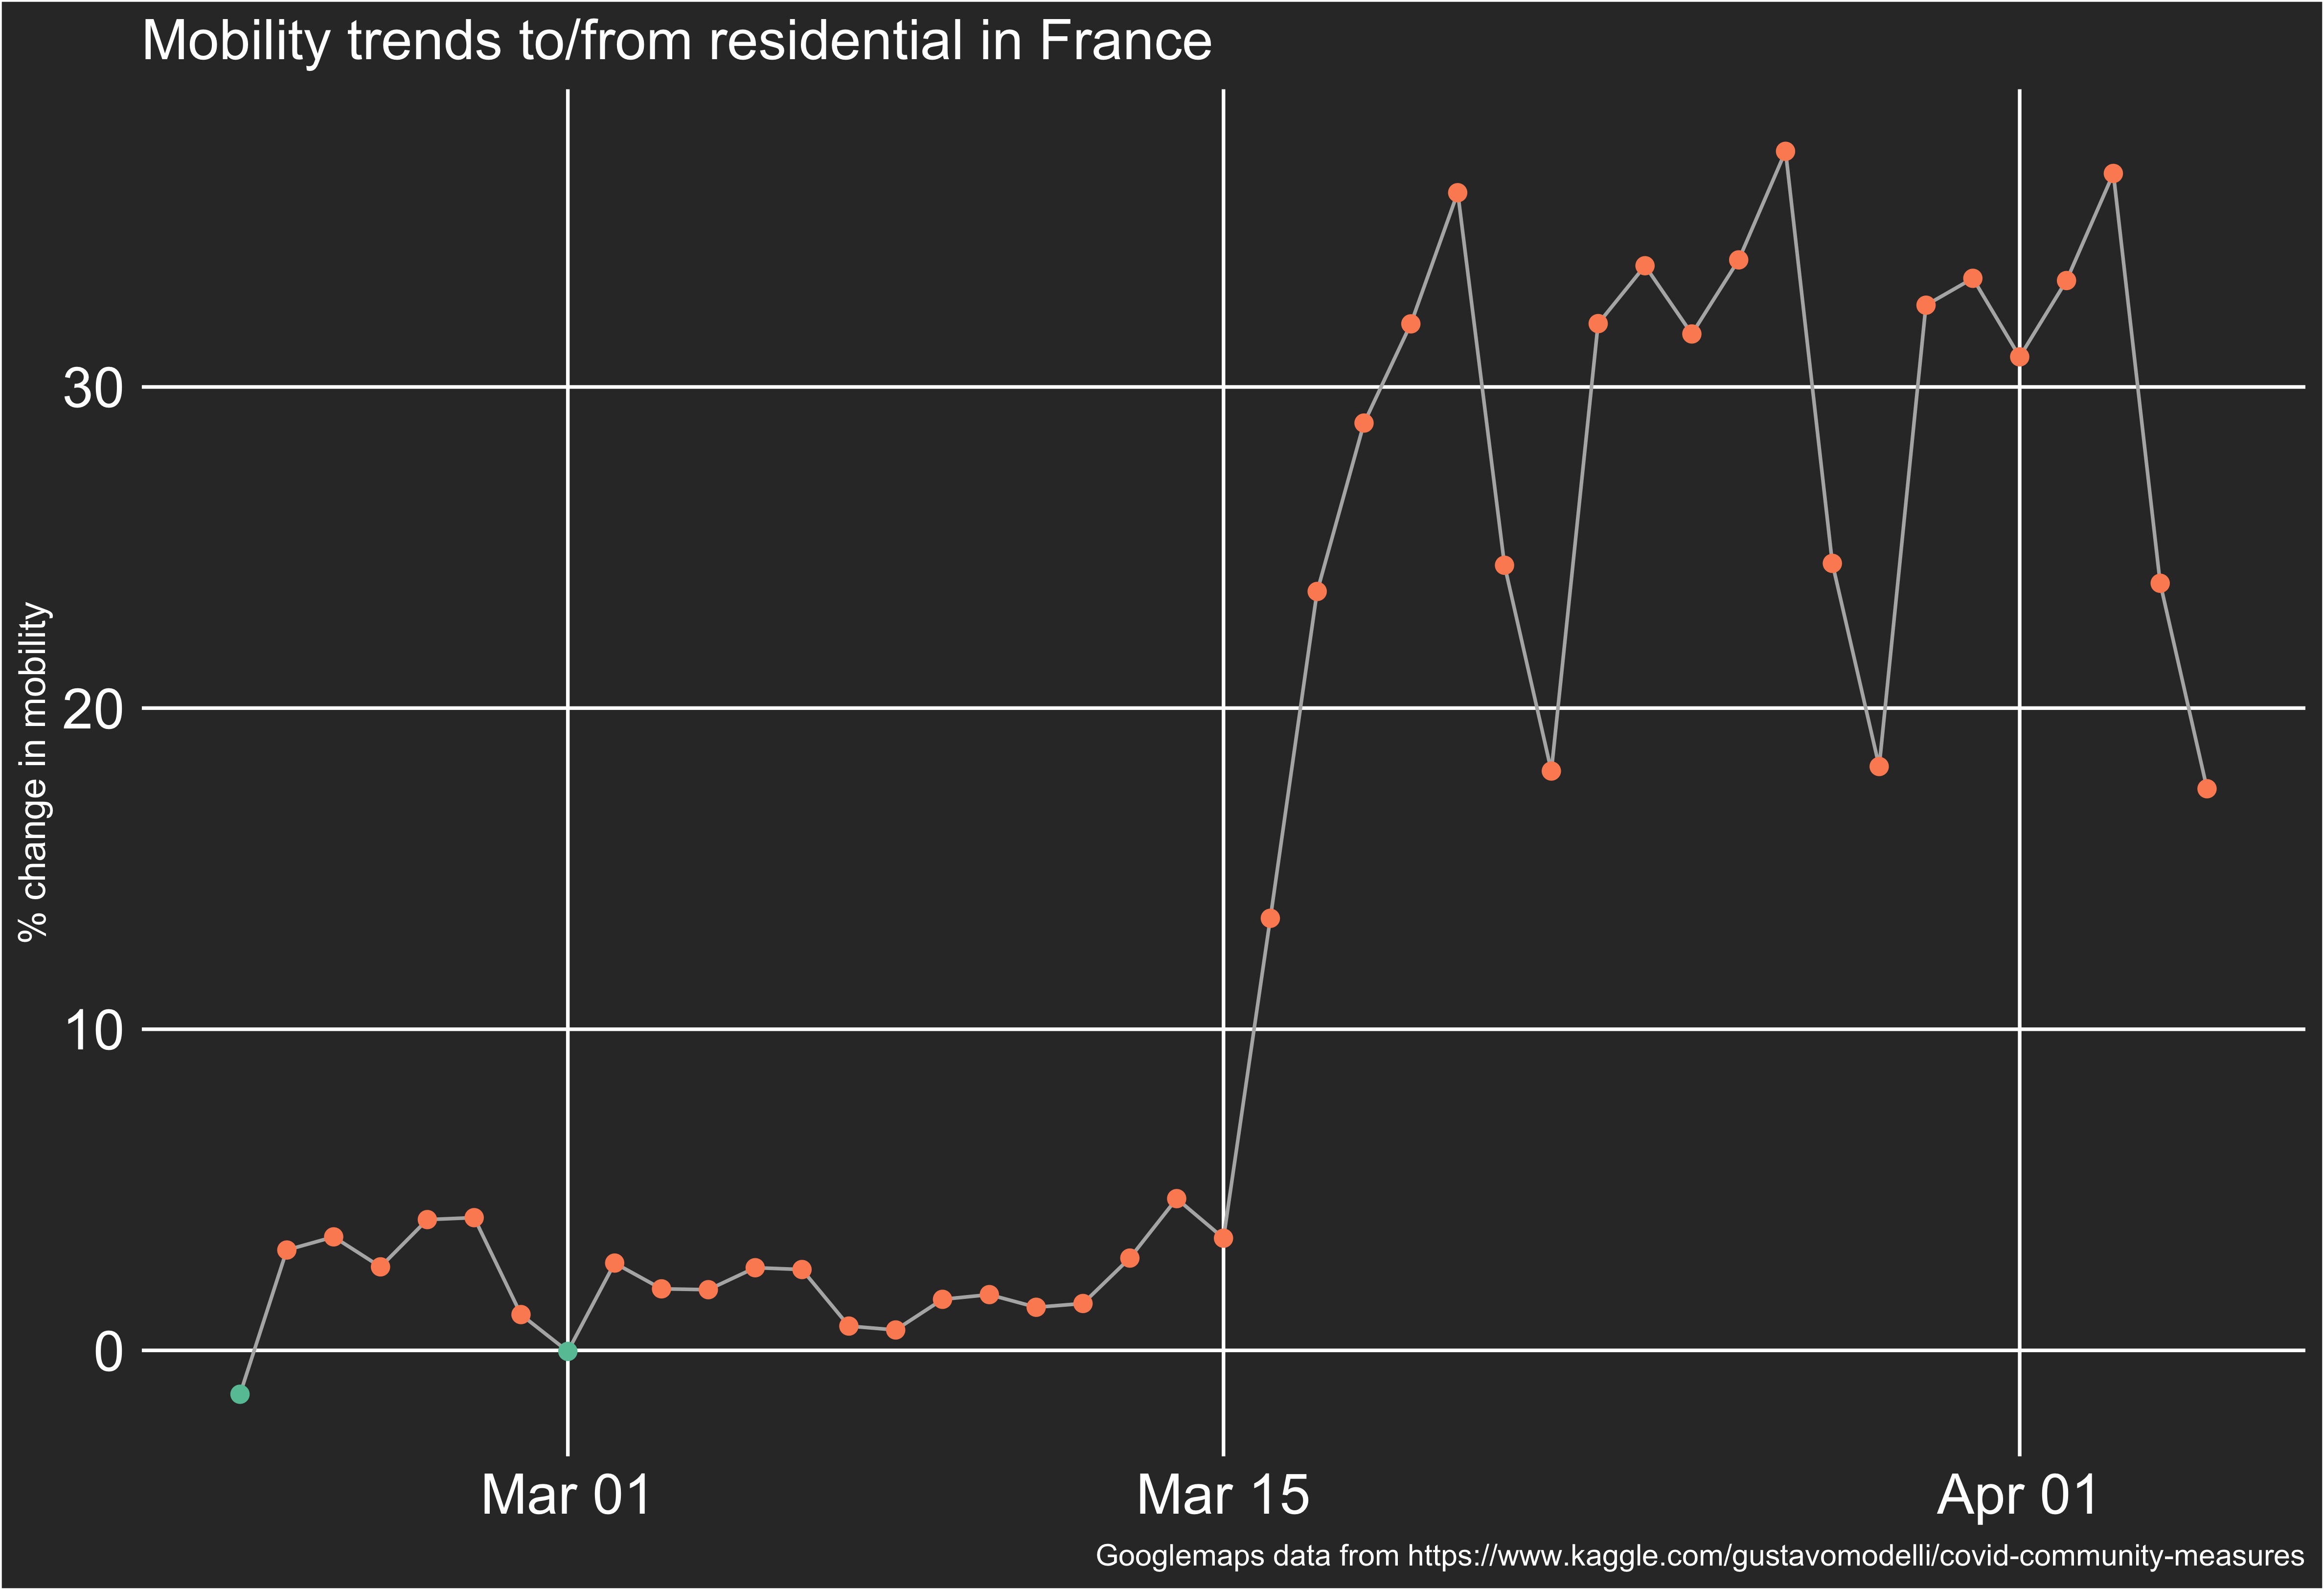 Mobility trends to/from residential in France
% change in mobility
30
20
10
0
Mar 01
Mar 15
Apr 01
Googlemaps data from https://www.kaggle.com/gustavomodelli/covid-community-measures